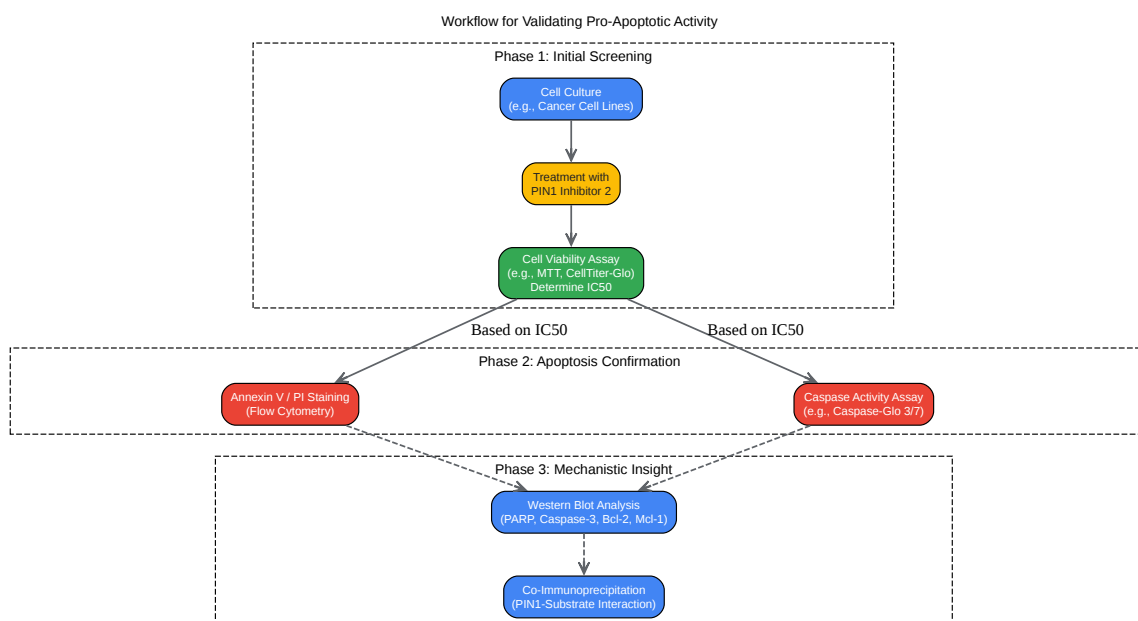 Workflow for Validating Pro-Apoptotic Activity
Phase 1: Initial Screening
Cell Culture
(e.g., Cancer Cell Lines)
Treatment with
PIN1 Inhibitor 2
Cell Viability Assay
(e.g., MTT, CellTiter-Glo)
Determine IC50
Based on IC50
Based on IC50
Phase 2: Apoptosis Confirmation
Annexin V / PI Staining
(Flow Cytometry)
Caspase Activity Assay
(e.g., Caspase-Glo 3/7)
Phase 3: Mechanistic Insight
Western Blot Analysis
(PARP, Caspase-3, Bcl-2, Mcl-1)
Co-Immunoprecipitation
(PIN1-Substrate Interaction)